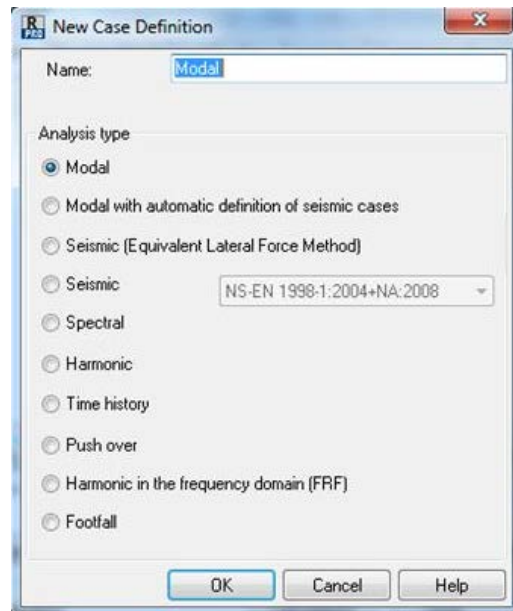 R
PRO
New Case Definition
Name: Modal
Analysis type
Modal
Modal with automatic definition of seismic cases
Seismic (Equivalent Lateral Force Method)
Seismic NS-EN 1998-1:2004+NA:2008
Spectral
Harmonic
Time history
Push over
Harmonic in the frequency domain (FRF)
Footfall
OK Cancel Help